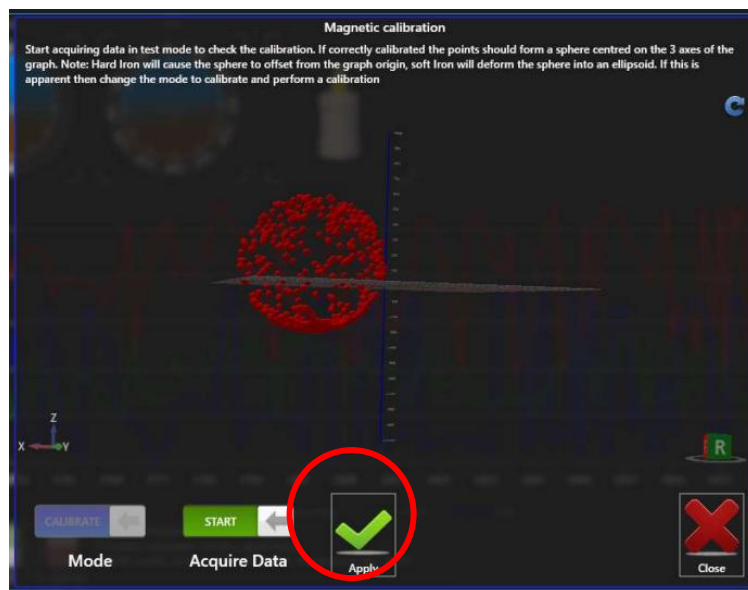 Magnetic calibration
Start acquiring data in test mode to check the calibration. If correctly calibrated the points should form a sphere centred on the 3 axes of the
graph. Note: Hard Iron will cause the sphere to offset from the graph origin, soft Iron will deform the sphere into an ellipsoid. If this is
apparent then change the mode to calibrate and perform a calibration
Z
X Y
R
CALIBRATE START
Mode Acquire Data Apply Close